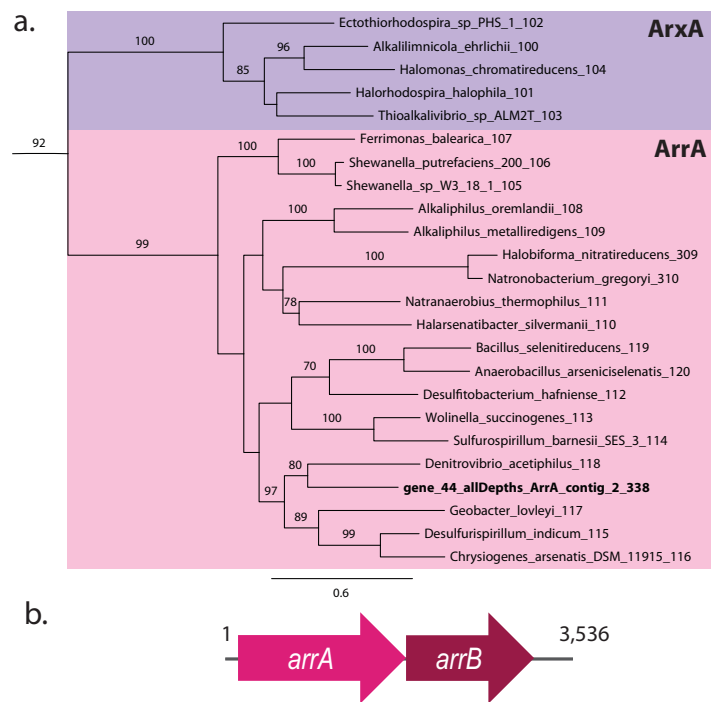 a.
ArxA
Ectothiorhodospira_sp_PHS_1_102
100
96
Alkalilimnicola_ehrlichii_100
85
Halomonas_chromatireducens_104
Halorhodospira_halophila_101
Thioalkalivibrio_sp_ALM2T_103
92
ArrA
Ferrimonas_balearica_107
100
100
Shewanella_putrefaciens_200_106
Shewanella_sp_W3_18_1_105
100
Alkaliphilus_oremlandii_108
Alkaliphilus_metalliredigens_109
99
100
Halobiforma_nitratireducens_309
Natronobacterium_gregoryi_310
78
Natranaerobius_thermophilus_111
Halarsenatibacter_silvermanii_110
100
Bacillus_selenitireducens_119
70
Anaerobacillus_arseniciselenatis_120
Desulfitobacterium_hafniense_112
100
Wolinella_succinogenes_113
Sulfurospirillum_barnesii_SES_3_114
80
Denitrovibrio_acetiphilus_118
97
gene_44_allDepths_ArrA_contig_2_338
89
Geobacter_lovleyi_117
99
Desulfurispirillum_indicum_115
Chrysiogenes_arsenatis_DSM_11915_116
0.6
b.
1
3,536
arrA
arrB